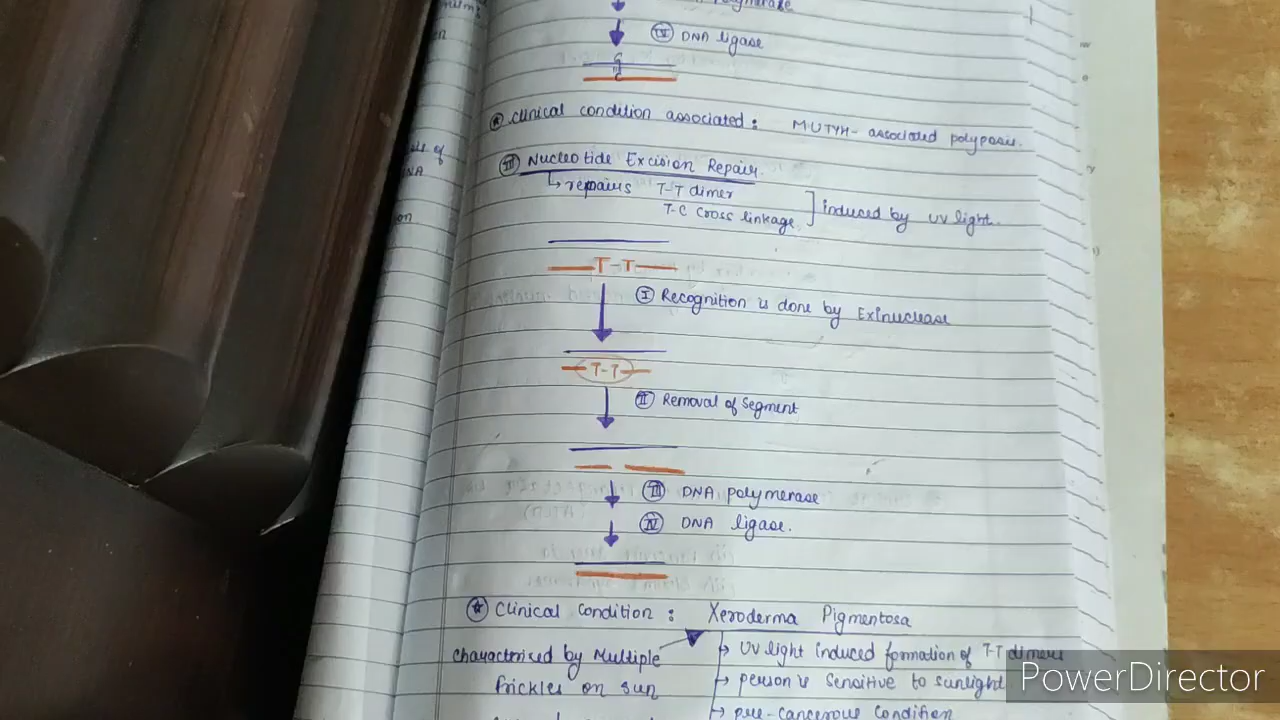 IV DNA ligase
G
C
* Clinical condition associated: MUTYH- associated polyposis.
III Nucleotide Excision Repair.
↳ repairs T-T dimer
T-C Cross linkage ] induced by UV light.
T-T
I Recognition is done by Exinuclease
T-T
II Removal of segment
III DNA polymerase
IV DNA ligase.
* Clinical Condition: Xeroderma Pigmentosa
Characterised by Multiple
frickles on sun
→ UV light induced formation of T-T dimers
→ person is sensitive to sunlight
→ pre-cancerous condition
PowerDirector